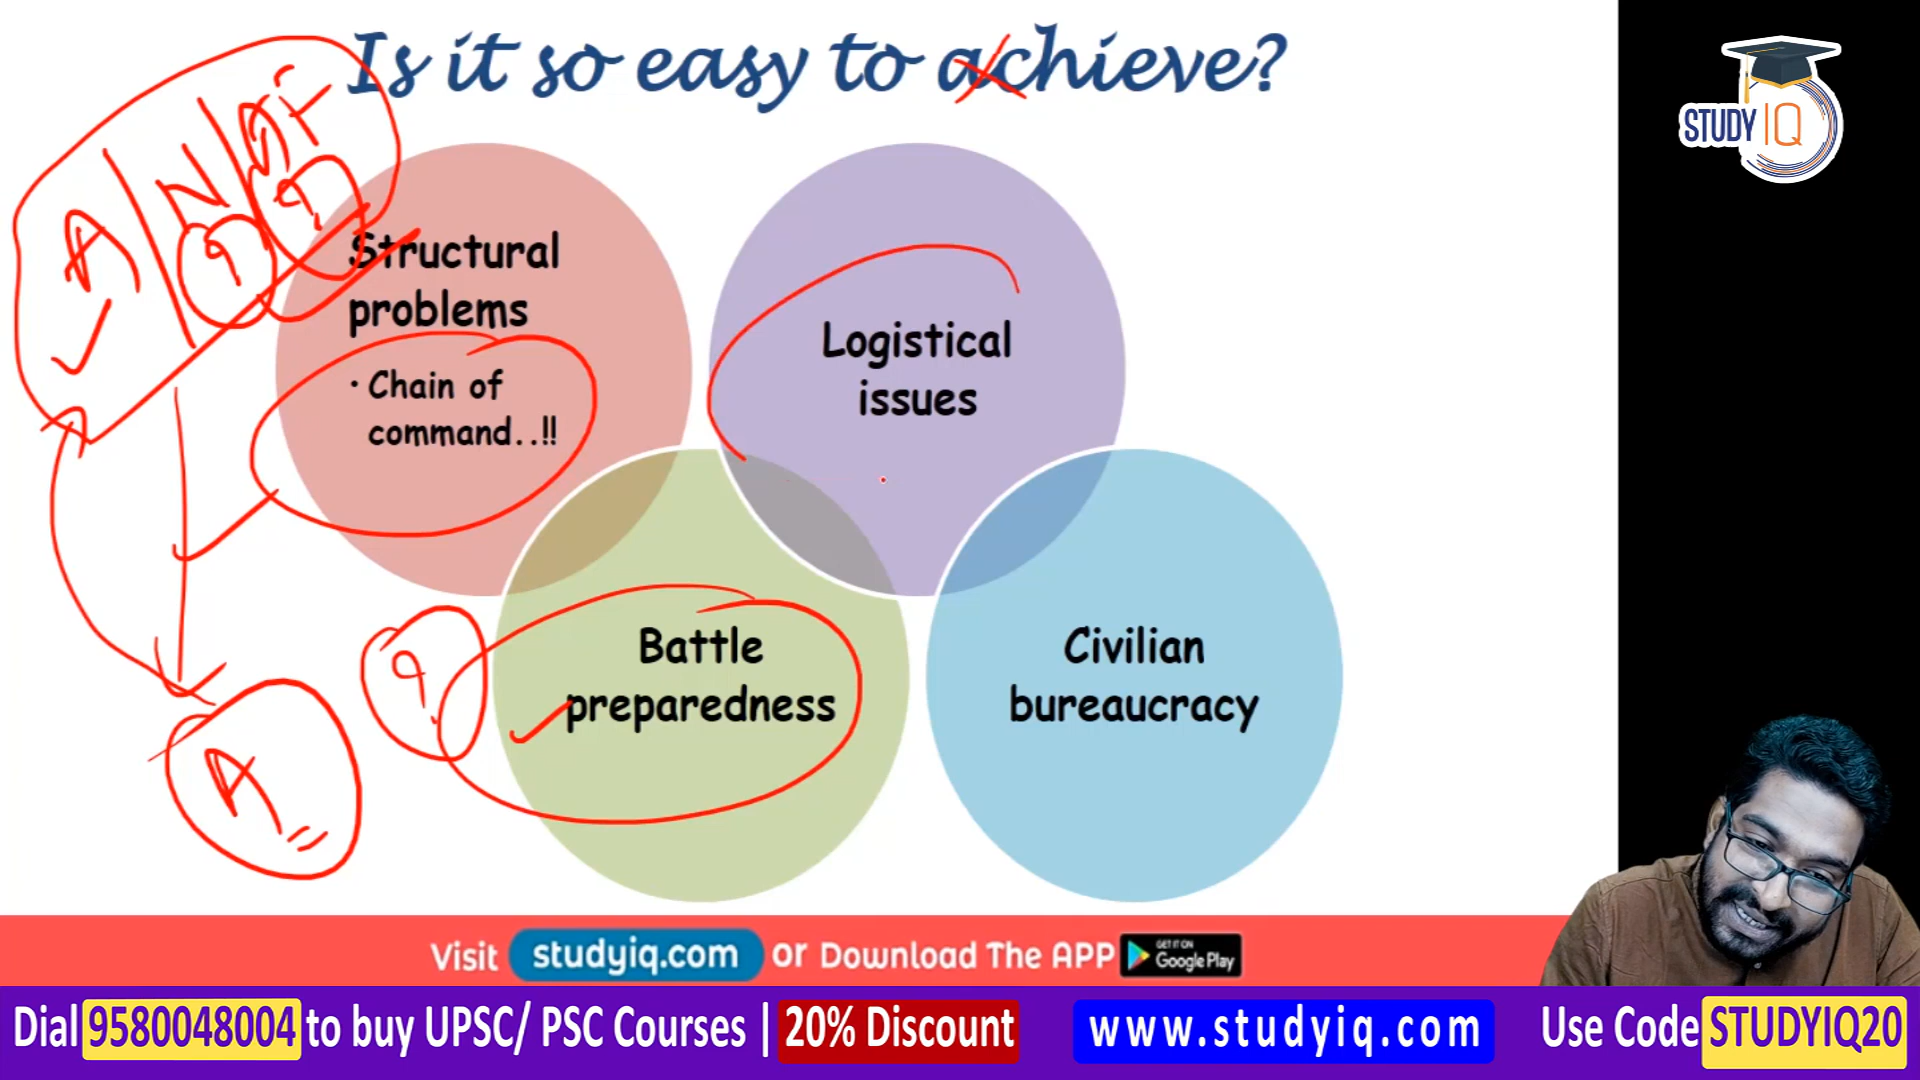 Is it so easy to achieve?
STUDY IQ
A N AF
? ?
Structural
problems
• Chain of
command..!!
Logistical
issues
?
Battle
preparedness
Civilian
bureaucracy
A
Visit studyiq.com or Download The APP GET IT ON Google Play
Dial 9580048004 to buy UPSC/ PSC Courses | 20% Discount www.studyiq.com Use Code STUDYIQ20